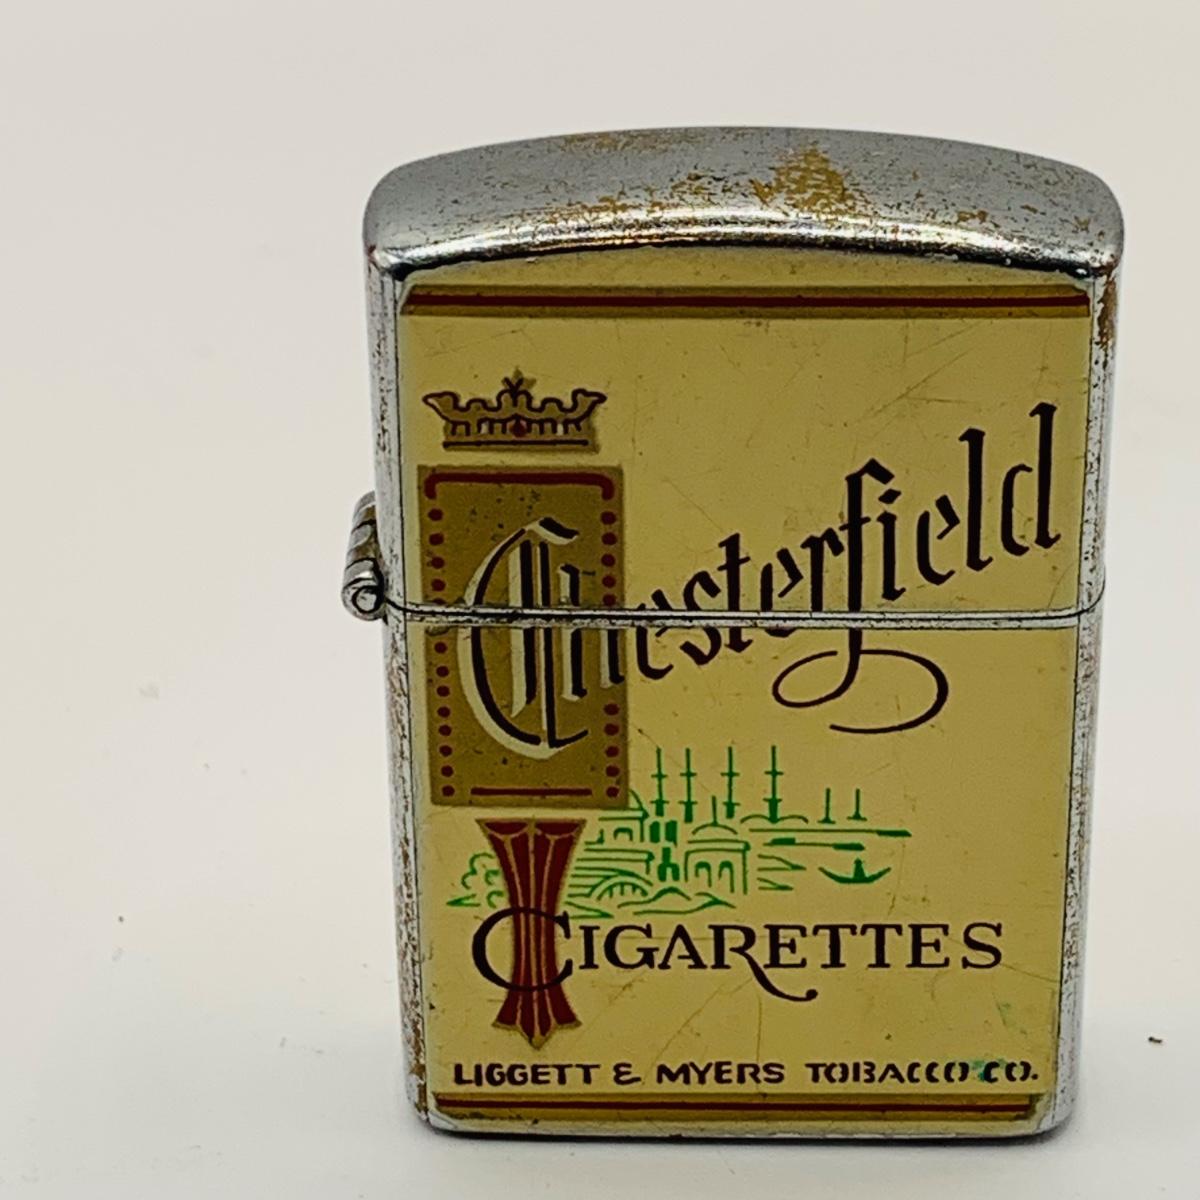 Chesterfield
CIGARETTES
LIGGETT & MYERS TOBACCO CO.